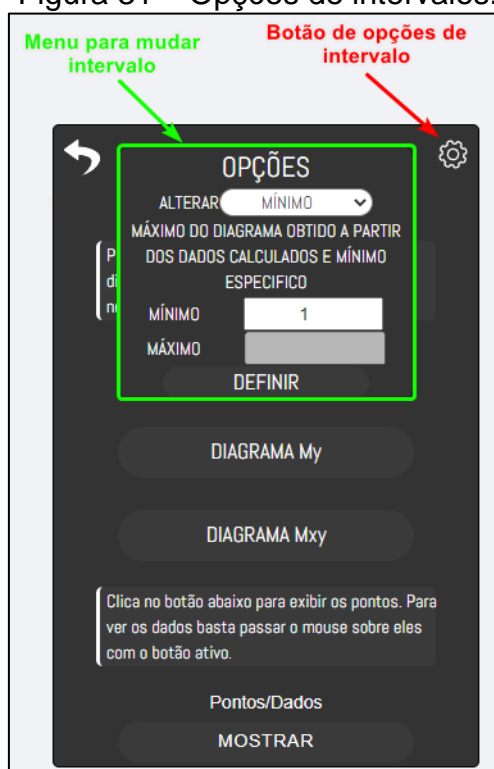 Figura 31 – Opções de intervalos.
Menu para mudar
intervalo
Botão de opções de
intervalo
OPÇÕES
ALTERAR MÍNIMO
MÁXIMO DO DIAGRAMA OBTIDO A PARTIR
DOS DADOS CALCULADOS E MÍNIMO
ESPECIFICO
MÍNIMO 1
MÁXIMO
DEFINIR
DIAGRAMA My
DIAGRAMA Mxy
Clica no botão abaixo para exibir os pontos. Para
ver os dados basta passar o mouse sobre eles
com o botão ativo.
Pontos/Dados
MOSTRAR